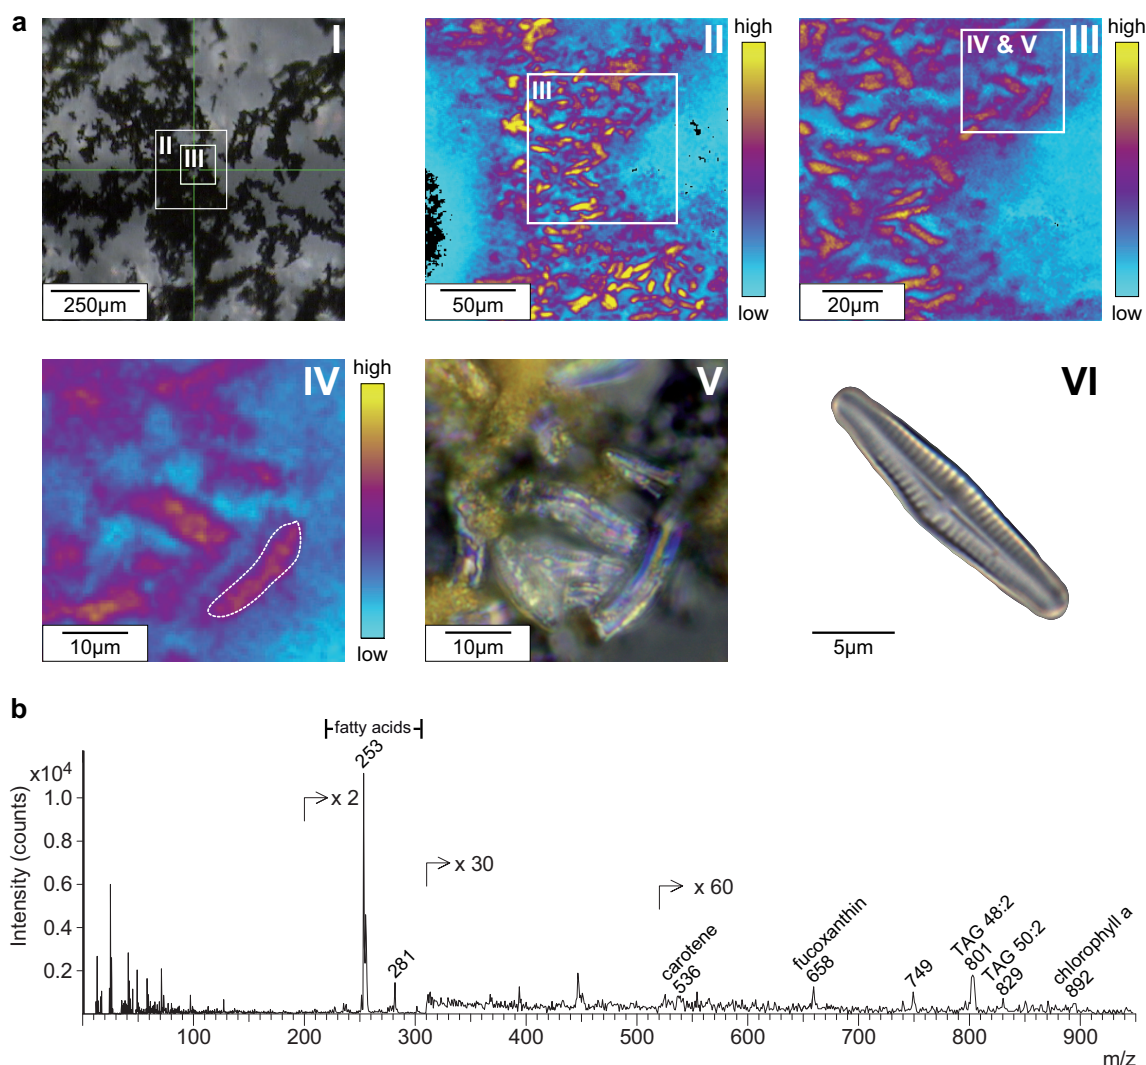 a
I
II
III
250µm
II
III
50µm
high
low
III
IV & V
20µm
high
low
IV
10µm
high
low
V
10µm
VI
5µm
b
fatty acids
253
x10⁴
1.0
0.8
0.6
0.4
0.2
Intensity (counts)
x 2
x 30
x 60
281
carotene
536
fucoxanthin
658
749
TAG 48:2
801
TAG 50:2
829
chlorophyll a
892
100 200 300 400 500 600 700 800 900
m/z